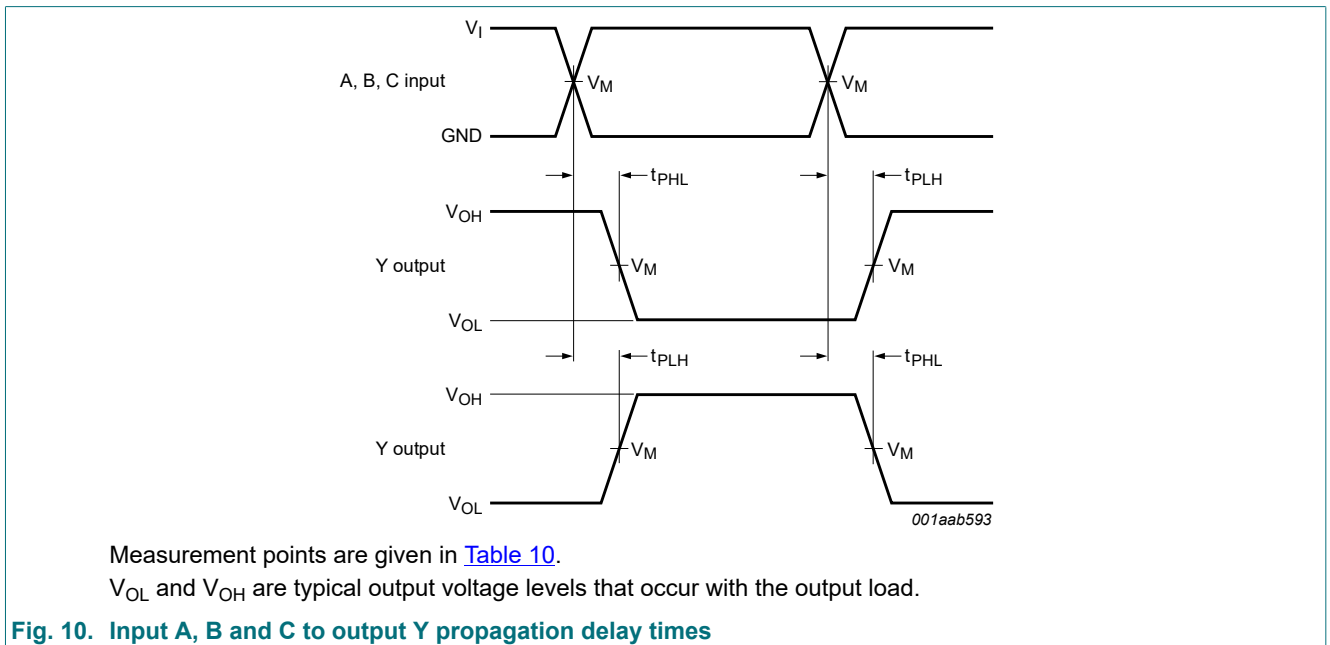 VI
A, B, C input
VM
VM
GND
tPHL
tPLH
VOH
Y output
VM
VM
VOL
tPLH
tPHL
VOH
Y output
VM
VM
VOL
001aab593
Measurement points are given in Table 10.
VOL and VOH are typical output voltage levels that occur with the output load.
Fig. 10. Input A, B and C to output Y propagation delay times